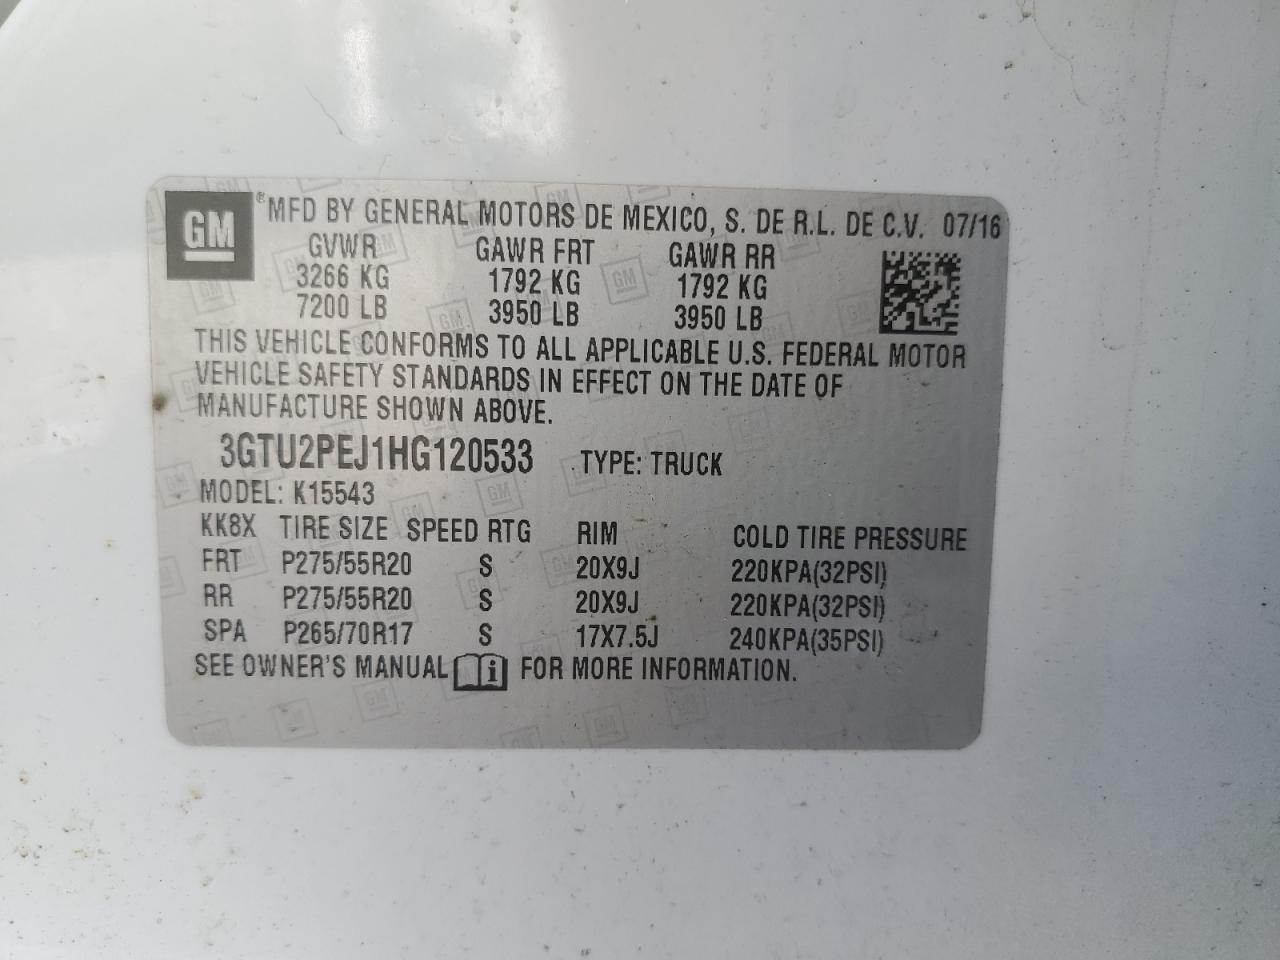 GM ® MFD BY GENERAL MOTORS DE MEXICO, S. DE R.L. DE C.V. 07/16
GVWR GAWR FRT GAWR RR
3266 KG 1792 KG 1792 KG
7200 LB 3950 LB 3950 LB
THIS VEHICLE CONFORMS TO ALL APPLICABLE U.S. FEDERAL MOTOR
VEHICLE SAFETY STANDARDS IN EFFECT ON THE DATE OF
MANUFACTURE SHOWN ABOVE.
3GTU2PEJ1HG120533 TYPE: TRUCK
MODEL: K15543
KK8X TIRE SIZE SPEED RTG RIM COLD TIRE PRESSURE
FRT P275/55R20 S 20X9J 220KPA(32PSI)
RR P275/55R20 S 20X9J 220KPA(32PSI)
SPA P265/70R17 S 17X7.5J 240KPA(35PSI)
SEE OWNER'S MANUAL i FOR MORE INFORMATION.